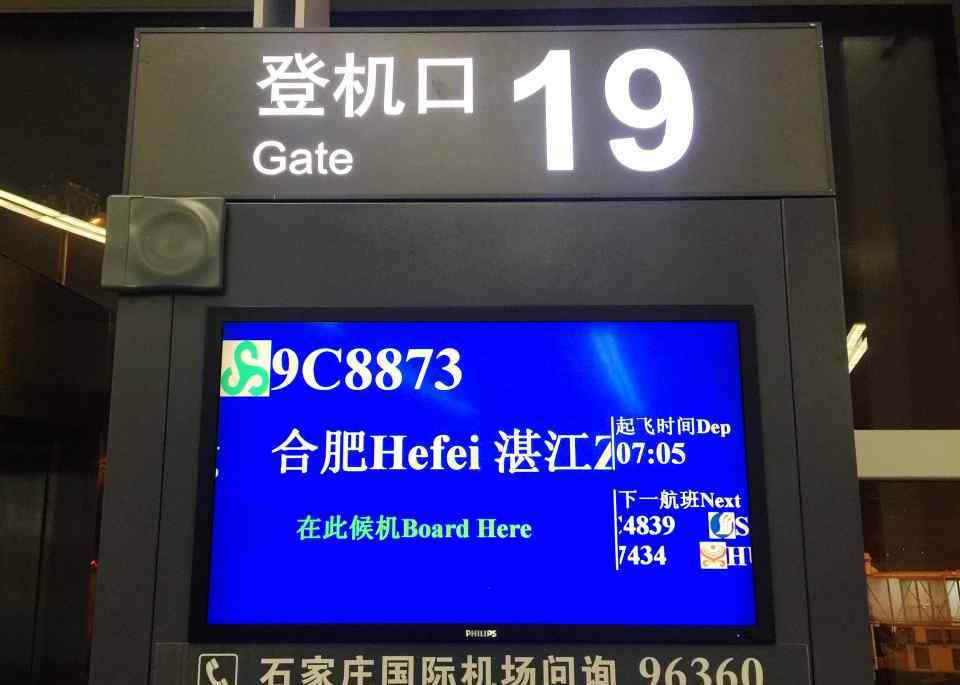 登机口 19
Gate
9C8873
合肥Hefei 湛江Z
起飞时间Dep
07:05
在此候机Board Here
下一航班Next
4839 S
7434 HU
PHILIPS
石家庄国际机场问询 96360